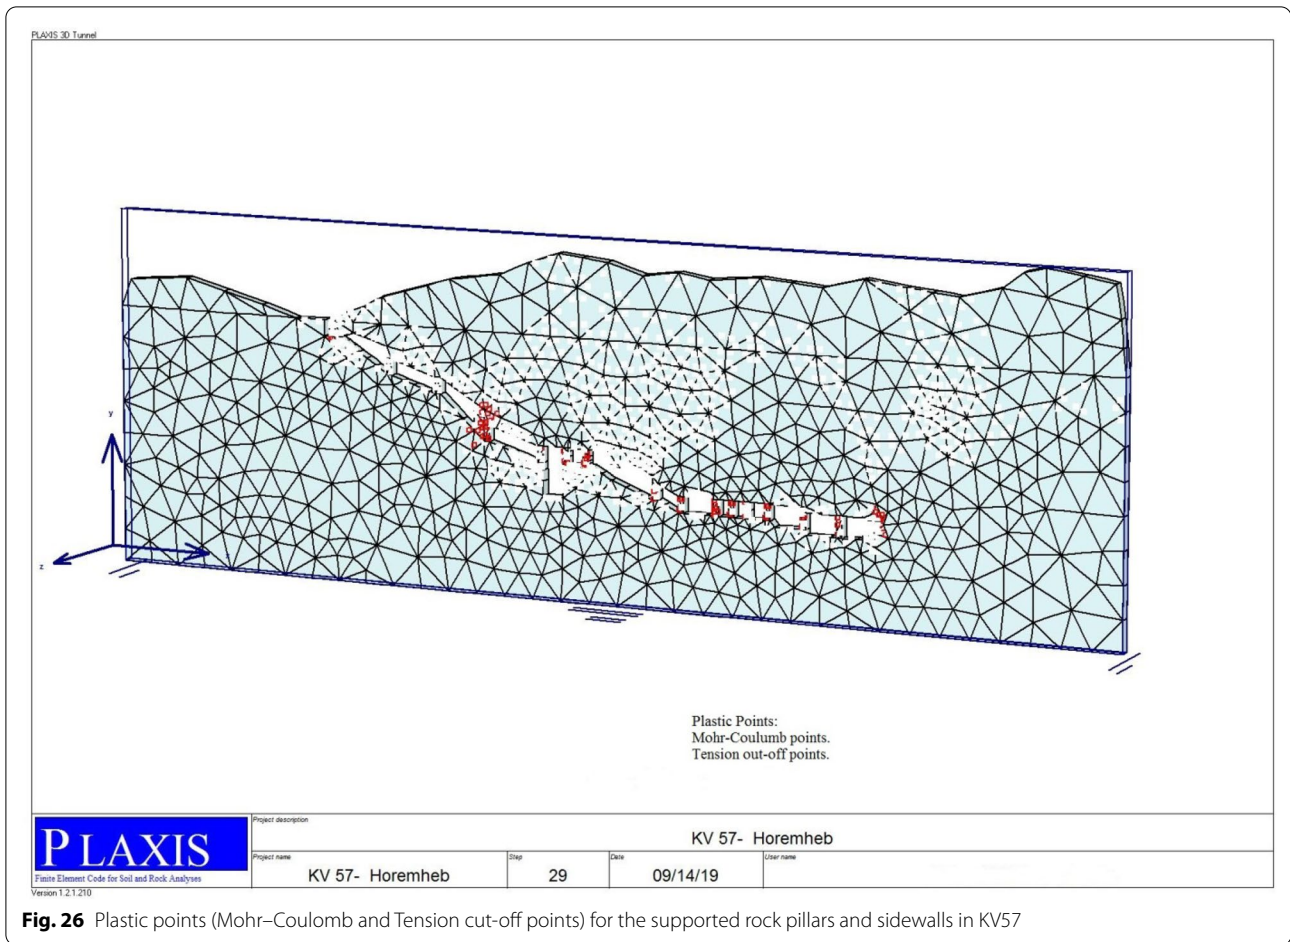 PLAXIS 3D Tunnel
y
z
x
Plastic Points:
Mohr-Coulumb points.
Tension out-off points.
PLAXIS
Finite Element Code for Soil and Rock Analyses
Version 1.2.1.210
Project description
KV 57- Horemheb
Project name
KV 57- Horemheb
Step
29
Date
09/14/19
User name
Fig. 26 Plastic points (Mohr–Coulomb and Tension cut-off points) for the supported rock pillars and sidewalls in KV57